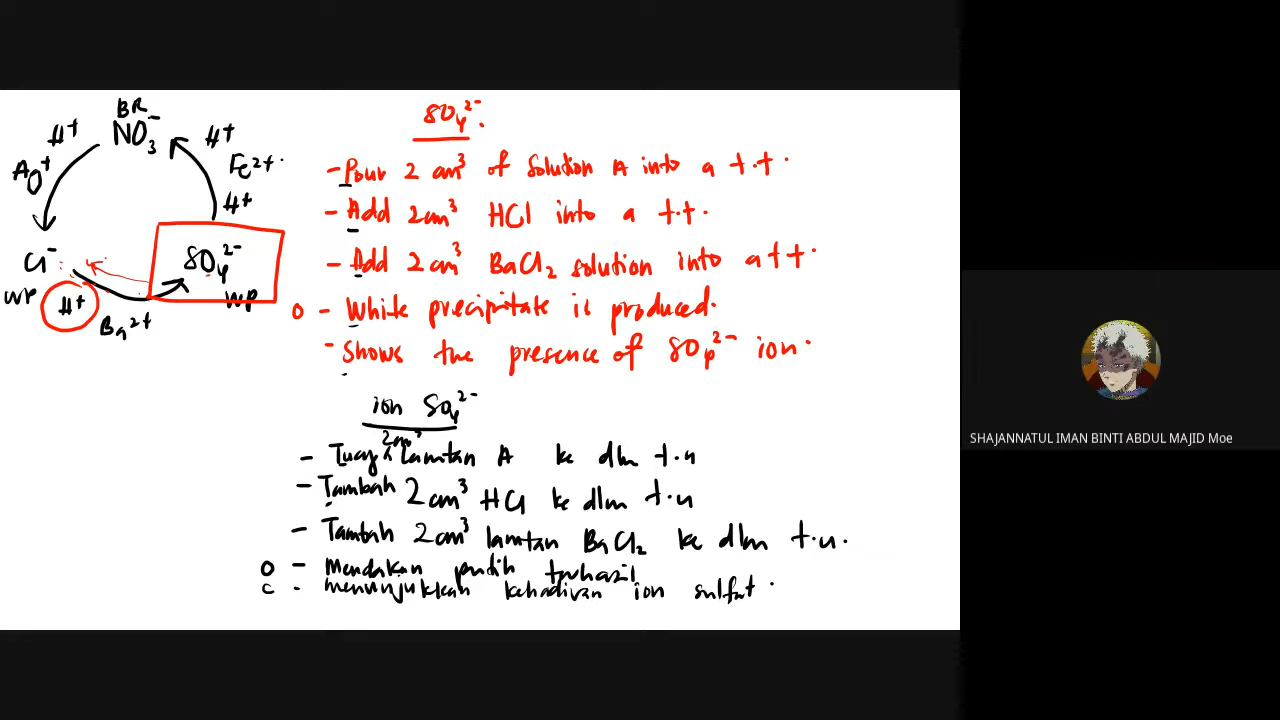 BR
NO3^-
H+
H+
Fe2+
H+
Cl-
WP
H+
Ba2+
SO4^2-
WP
SO4^2-.
- Pour 2 cm3 of solution A into a t.t.
- Add 2cm3 HCl into a t.t.
- Add 2cm3 BaCl2 solution into a t.t.
O - White precipitate is produced.
- Shows the presence of SO4^2- ion.
ion SO4^2-
2cm3
- Tuang larutan A ke dlm t.u
- Tambah 2cm3 HCl ke dlm t.u
- Tambah 2cm3 larutan BaCl2 ke dlm t.u.
O - Mendakan putih terhasil
C - menunjukkan kehadiran ion sulfat.
SHAJANNATUL IMAN BINTI ABDUL MAJID Moe